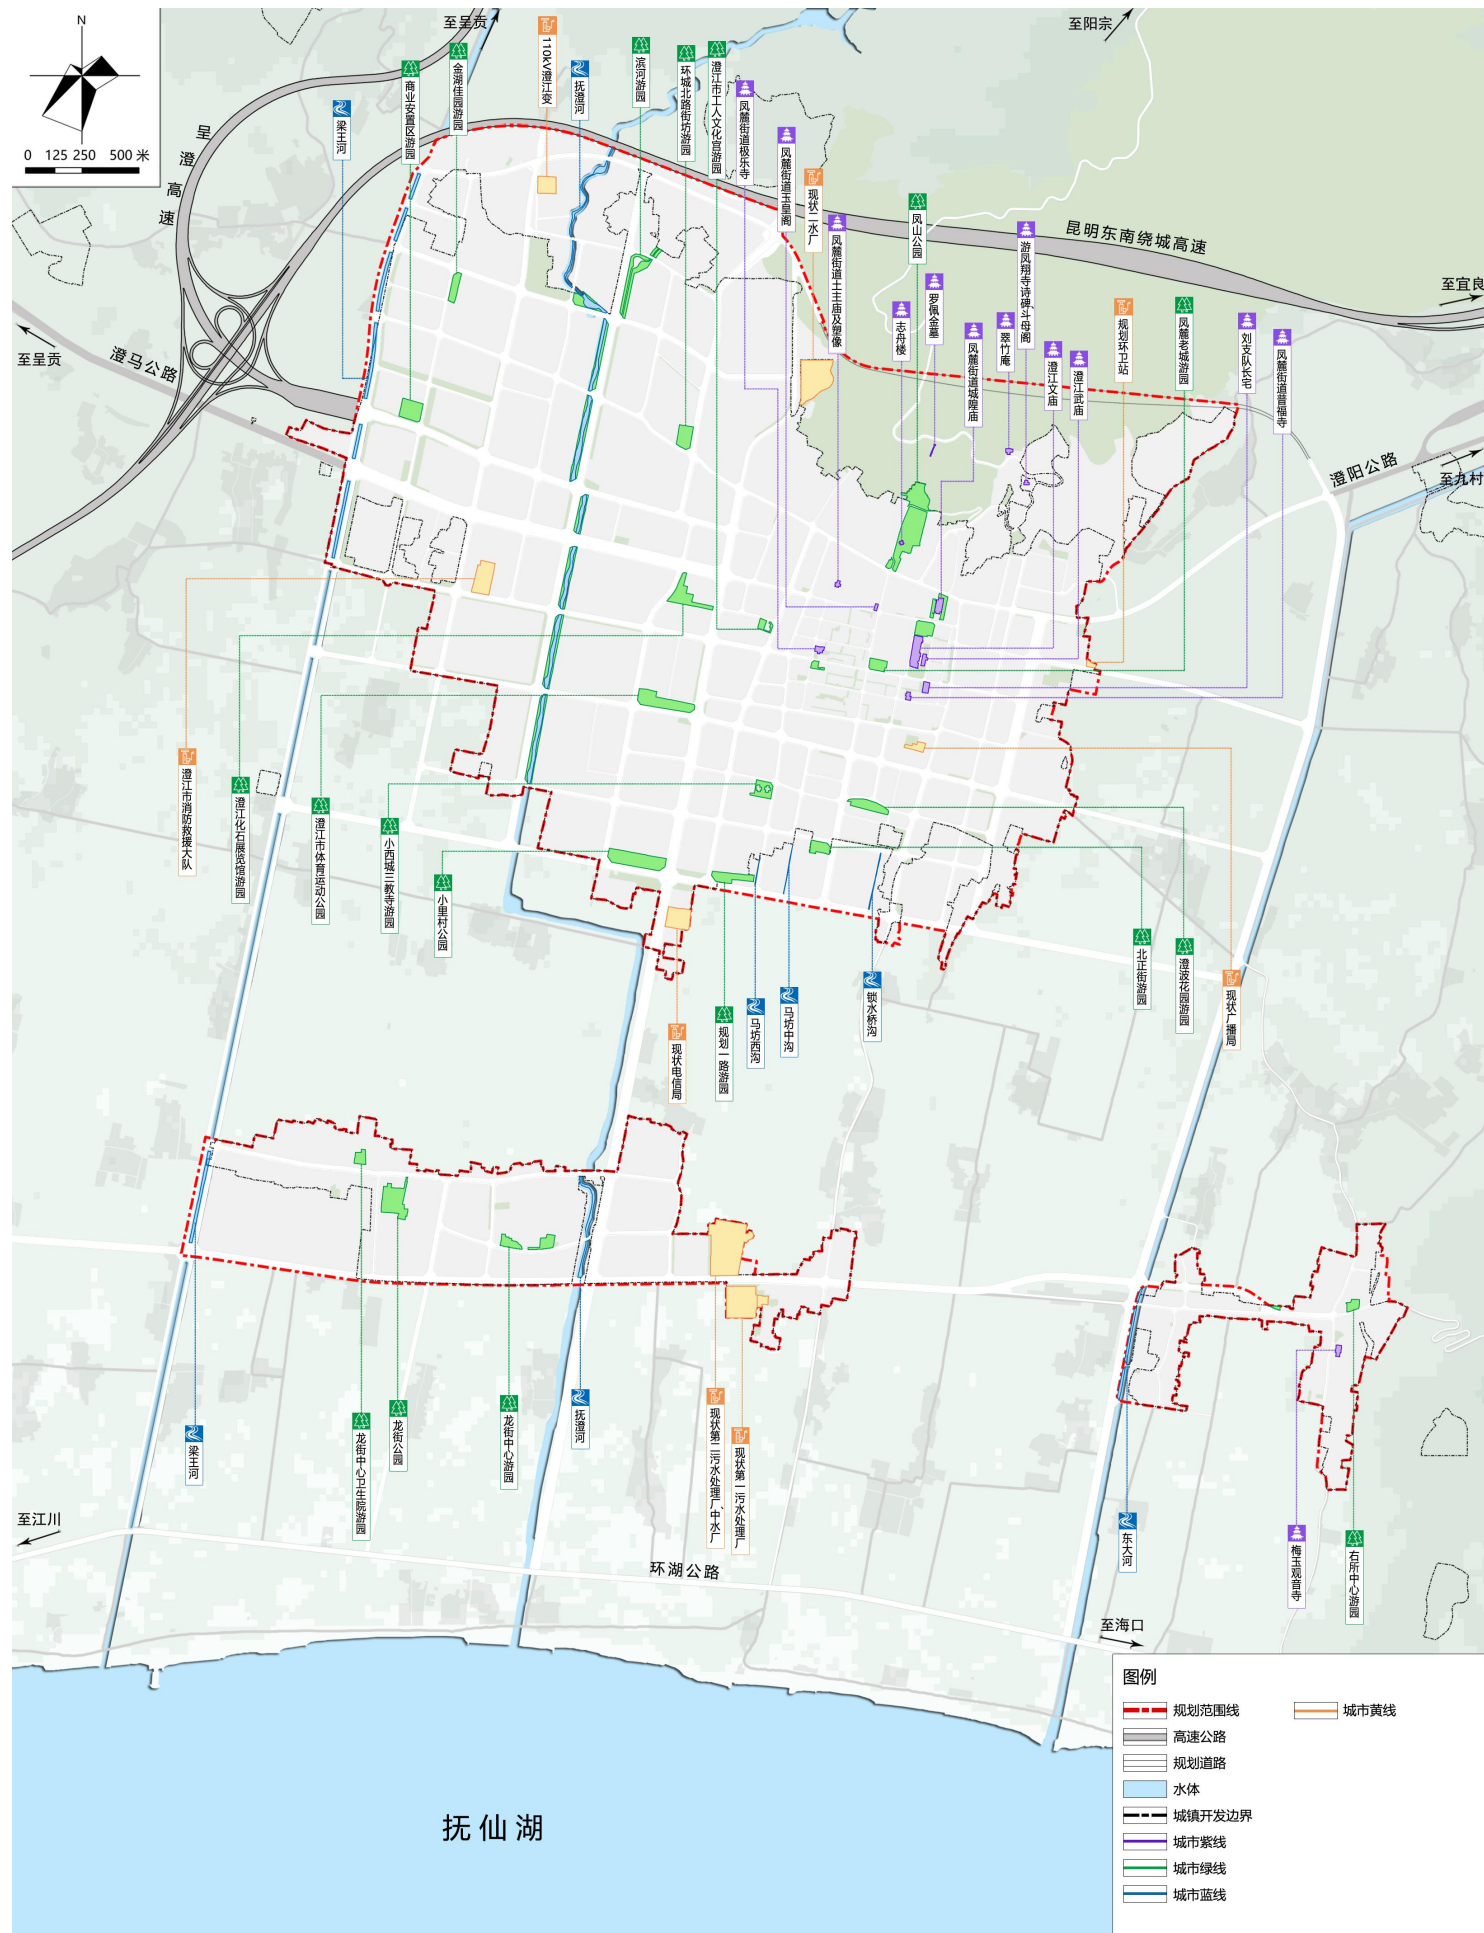 N
0 125 250 500 米
至呈贡
至阳宗
呈澄高速
昆明东南绕城高速
至宜良
至呈贡
澄马公路
澄阳公路
至九村
梁王河
商业安置区游园
金湖佳园游园
110kV澄江变
抚澄河
滨河游园
环城北路街坊游园
澄江市工人文化宫游园
凤麓街道极乐寺
凤麓街道玉皇阁
现状二水厂
凤麓街道土主庙及塑像
志舟楼
凤山公园
罗佩金墓
凤麓街道城隍庙
翠竹庵
游凤翔寺诗碑、斗母阁
澄江文庙
澄江武庙
规划环卫站
凤麓老城游园
刘支队长宅
凤麓街道普福寺
澄江市消防救援大队
澄江化石展览馆游园
澄江市体育运动公园
小西城三教寺游园
小里村公园
现状电信局
规划一路游园
马坊西沟
马坊中沟
锁水桥沟
北正街游园
澄波花园游园
现状广播局
梁王河
龙街中心卫生院游园
龙街公园
龙街中心游园
抚澄河
现状第二污水处理厂、中水厂
现状第一污水处理厂
东大河
梅玉观音寺
右所中心游园
至江川
环湖公路
至海口
抚仙湖
图例
规划范围线
城市黄线
高速公路
规划道路
水体
城镇开发边界
城市紫线
城市绿线
城市蓝线